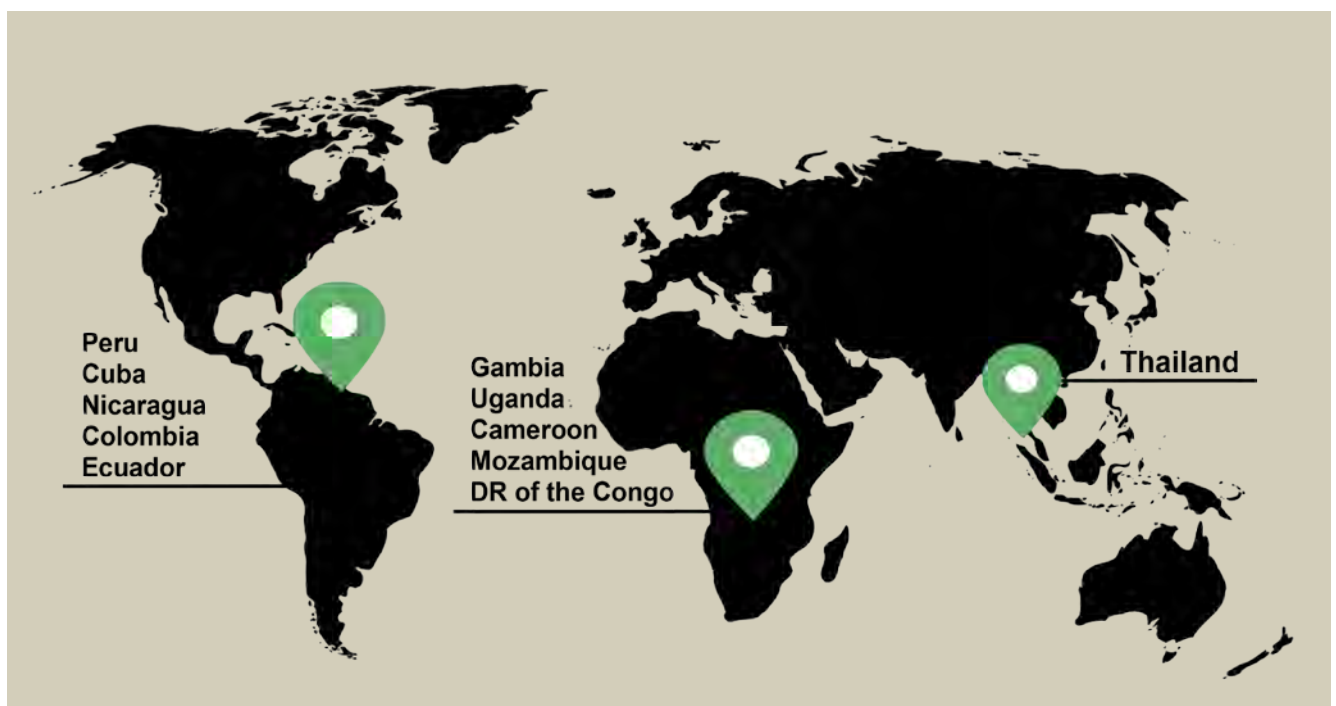 Peru
Cuba
Nicaragua
Colombia
Ecuador
Gambia
Uganda
Cameroon
Mozambique
DR of the Congo
Thailand